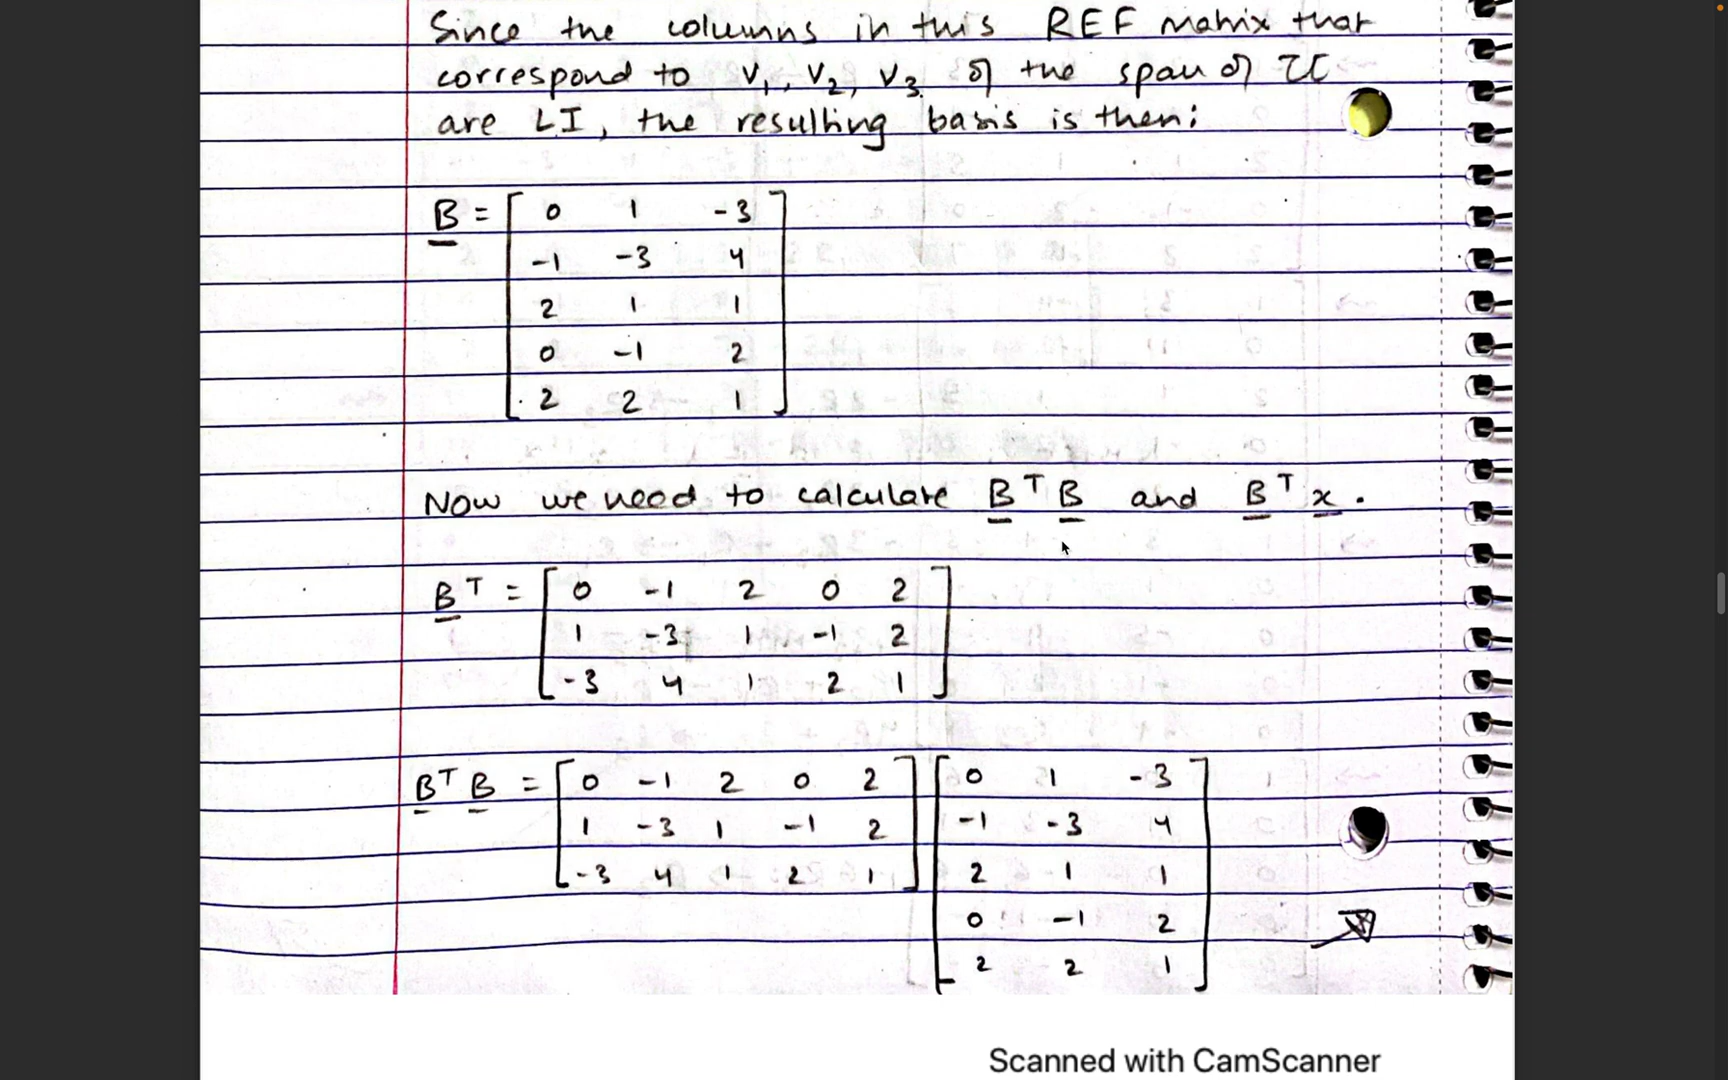 Since the columns in this REF matrix that
correspond to v₁, v₂, v₃ of the span of U
are LI, the resulting basis is then:
B = [ 0 1 -3
-1 -3 4
2 1 1
0 -1 2
2 2 1 ]
Now we need to calculate Bᵀ B and Bᵀ x.
Bᵀ = [ 0 -1 2 0 2
1 -3 1 -1 2
-3 4 1 2 1 ]
Bᵀ B = [ 0 -1 2 0 2 ] [ 0 1 -3
1 -3 1 -1 2 -1 -3 4
-3 4 1 2 1 2 1 1
0 -1 2
2 2 1 ]
Scanned with CamScanner